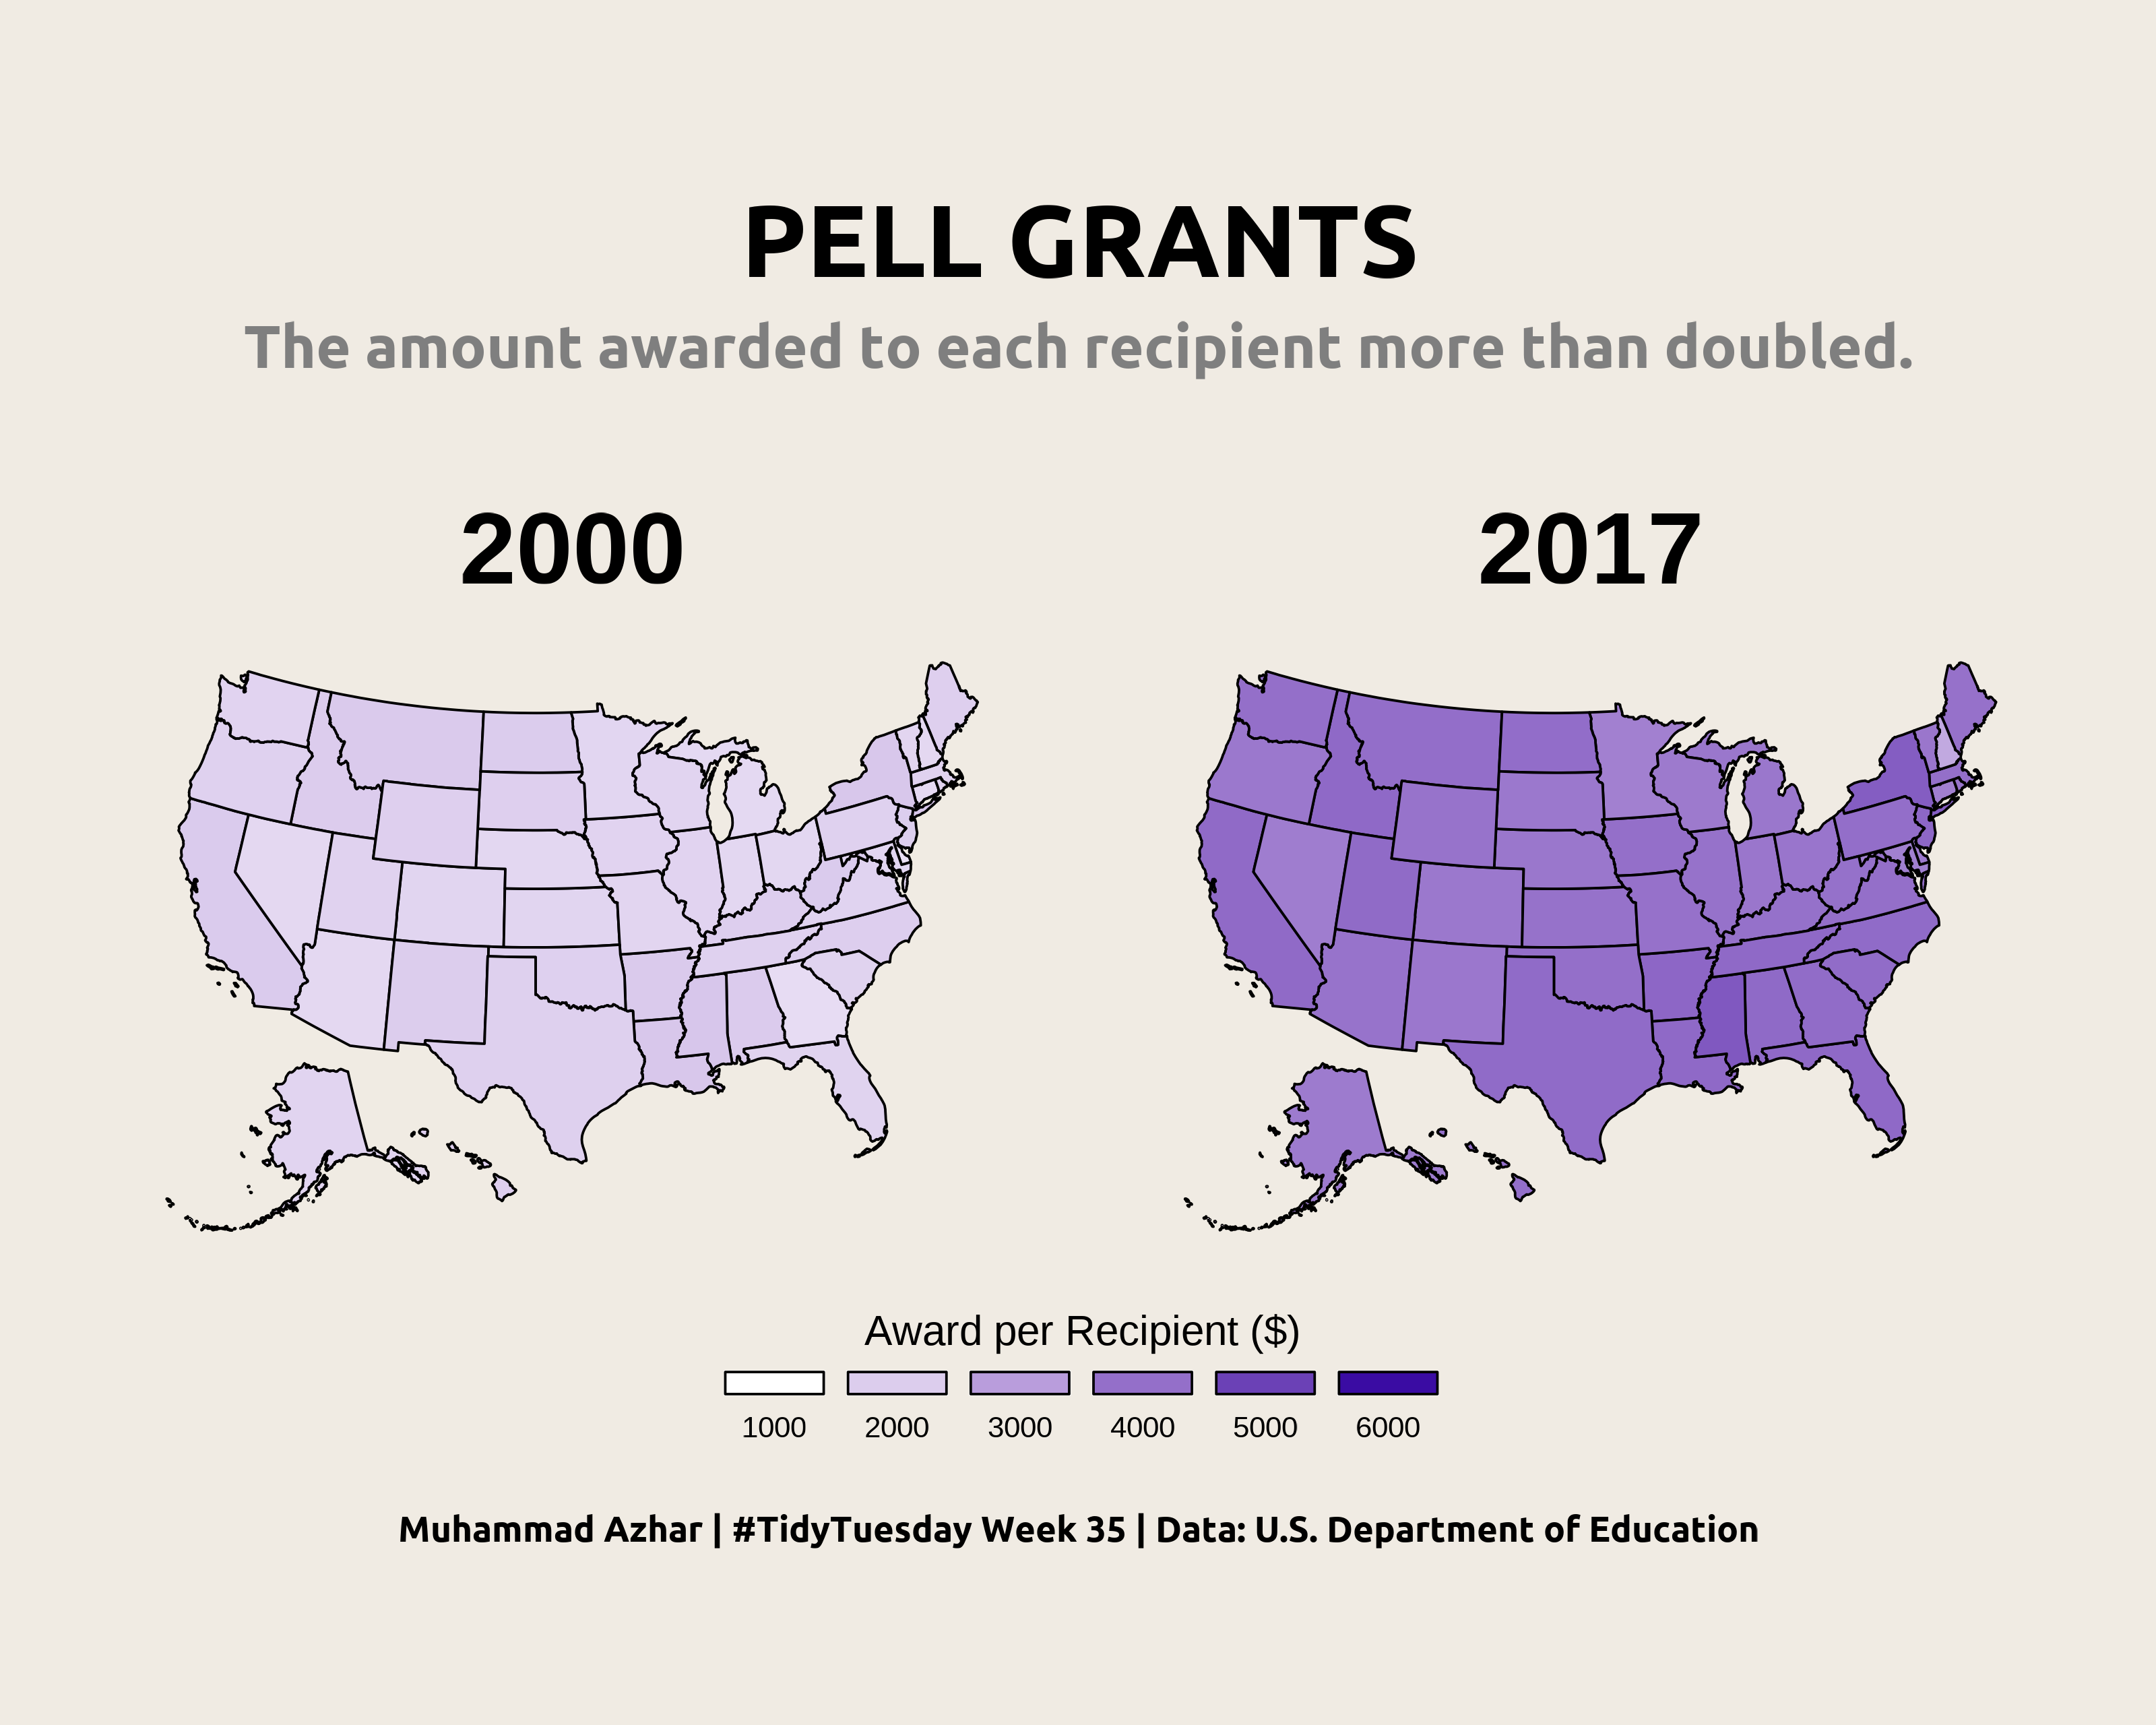 PELL GRANTS
The amount awarded to each recipient more than doubled.
2000 2017
Award per Recipient ($)
1000 2000 3000 4000 5000 6000
Muhammad Azhar | #TidyTuesday Week 35 | Data: U.S. Department of Education